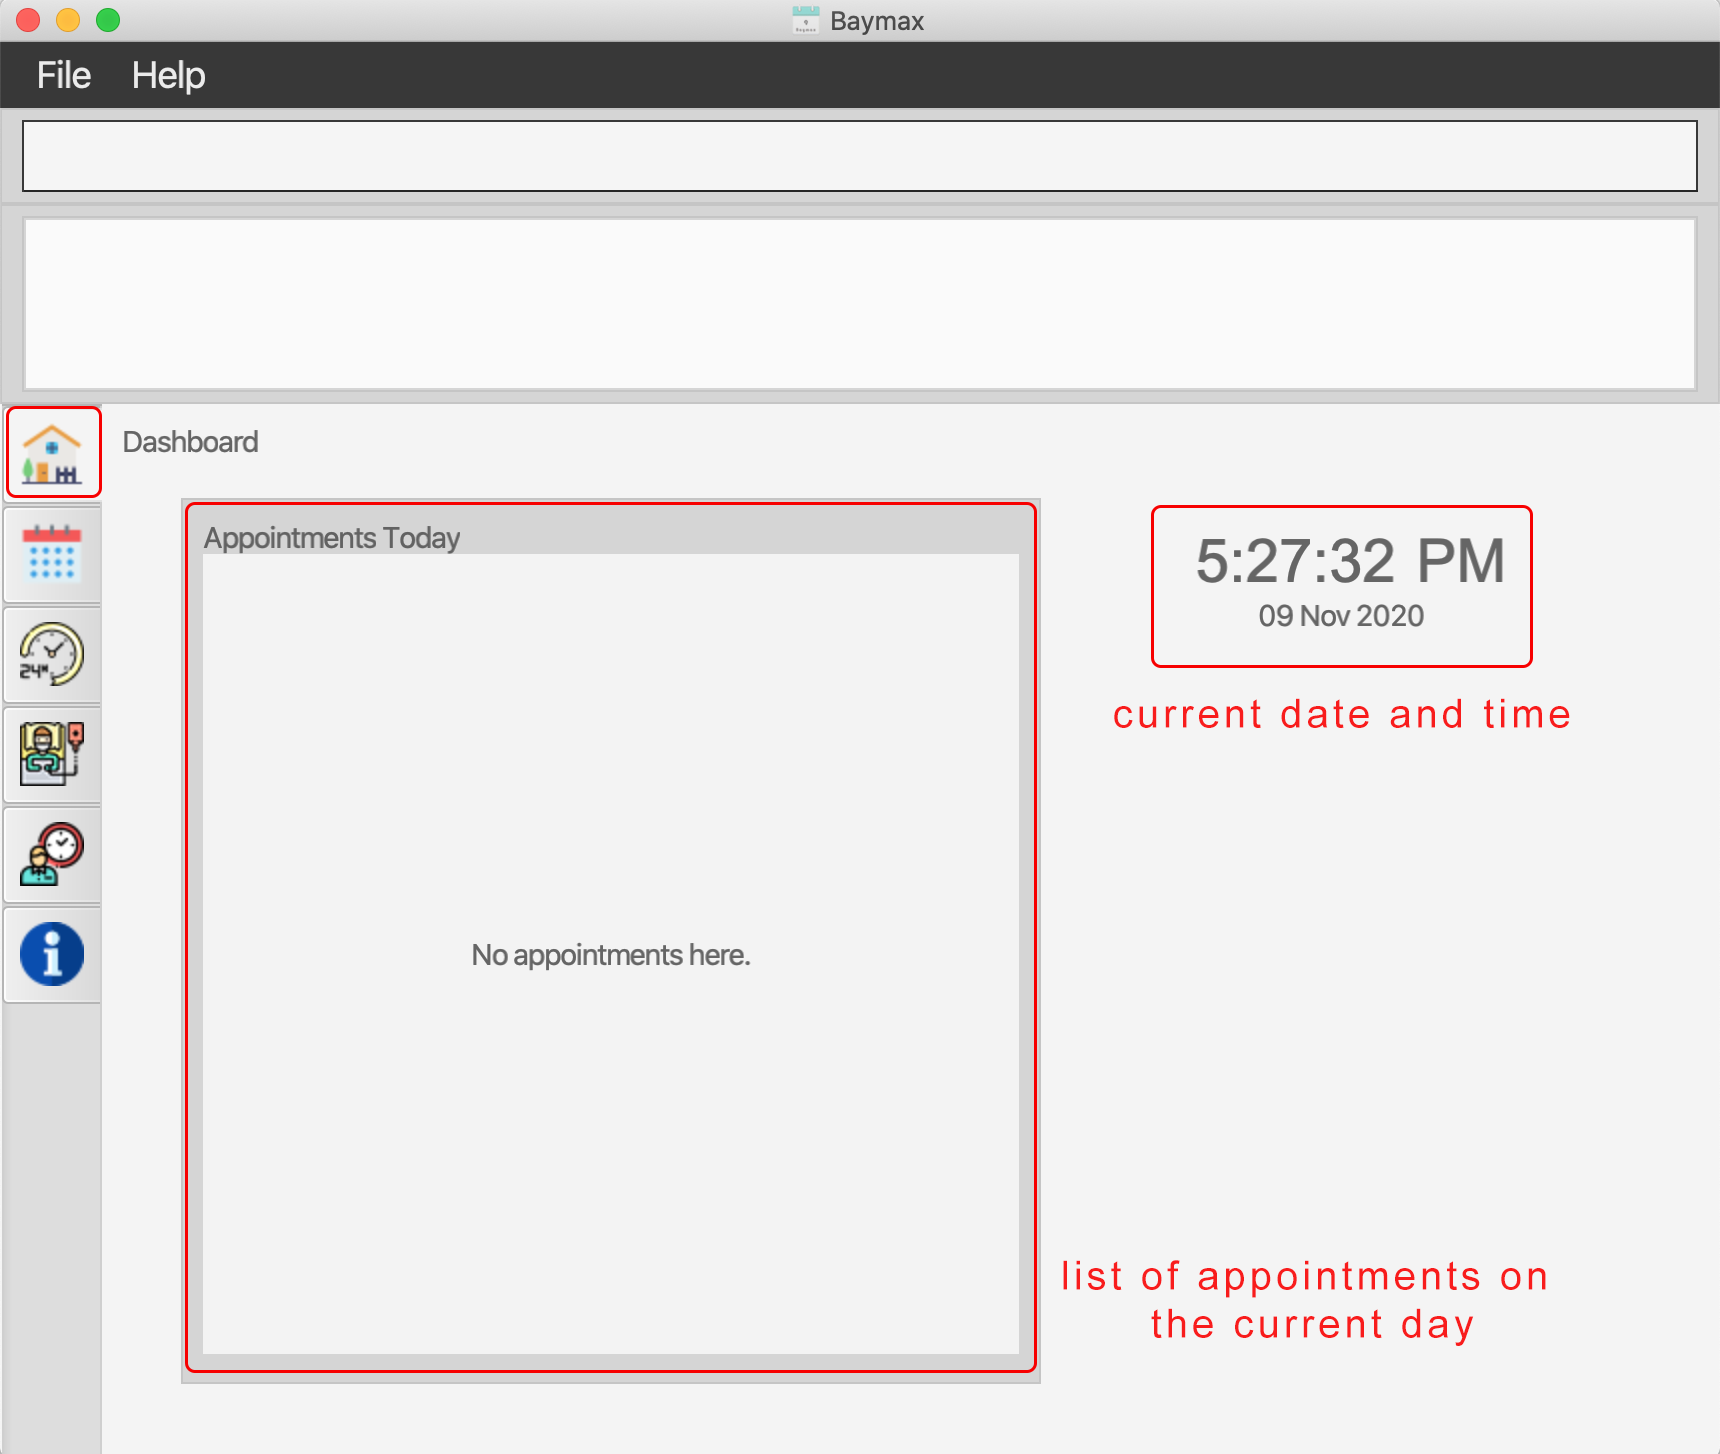 Baymax
File Help
Dashboard
Appointments Today
5:27:32 PM
09 Nov 2020
current date and time
24H
No appointments here.
list of appointments on
the current day